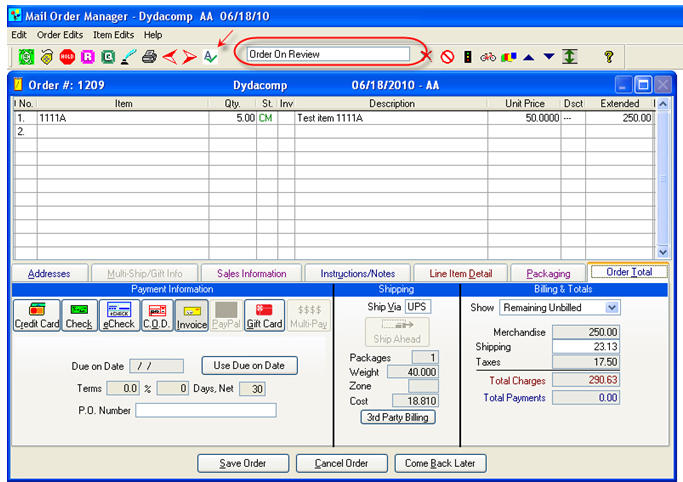 Mail Order Manager - Dydacomp AA 06/18/10
Edit Order Edits Item Edits Help
HOLD R G A Order On Review ?
Order #: 1209 Dydacomp 06/18/2010 - AA
No. Item Qty. St. Inv Description Unit Price Dsct Extended
1. 1111A 5.00 CM Test item 1111A 50.0000 --- 250.00
2.
Addresses Multi-Ship/Gift Info Sales Information Instructions/Notes Line Item Detail Packaging Order Total
Payment Information Shipping Billing & Totals
Credit Card Check eCheck C.O.D. Invoice PayPal Gift Card $$$$ Multi-Pay
Ship Via UPS
Show Remaining Unbilled
Ship Ahead
Merchandise 250.00
Shipping 23.13
Taxes 17.50
Total Charges 290.63
Total Payments 0.00
Due on Date / / Use Due on Date
Terms 0.0 % 0 Days, Net 30
P.O. Number
Packages 1
Weight 40.000
Zone
Cost 18.810
3rd Party Billing
Save Order Cancel Order Come Back Later